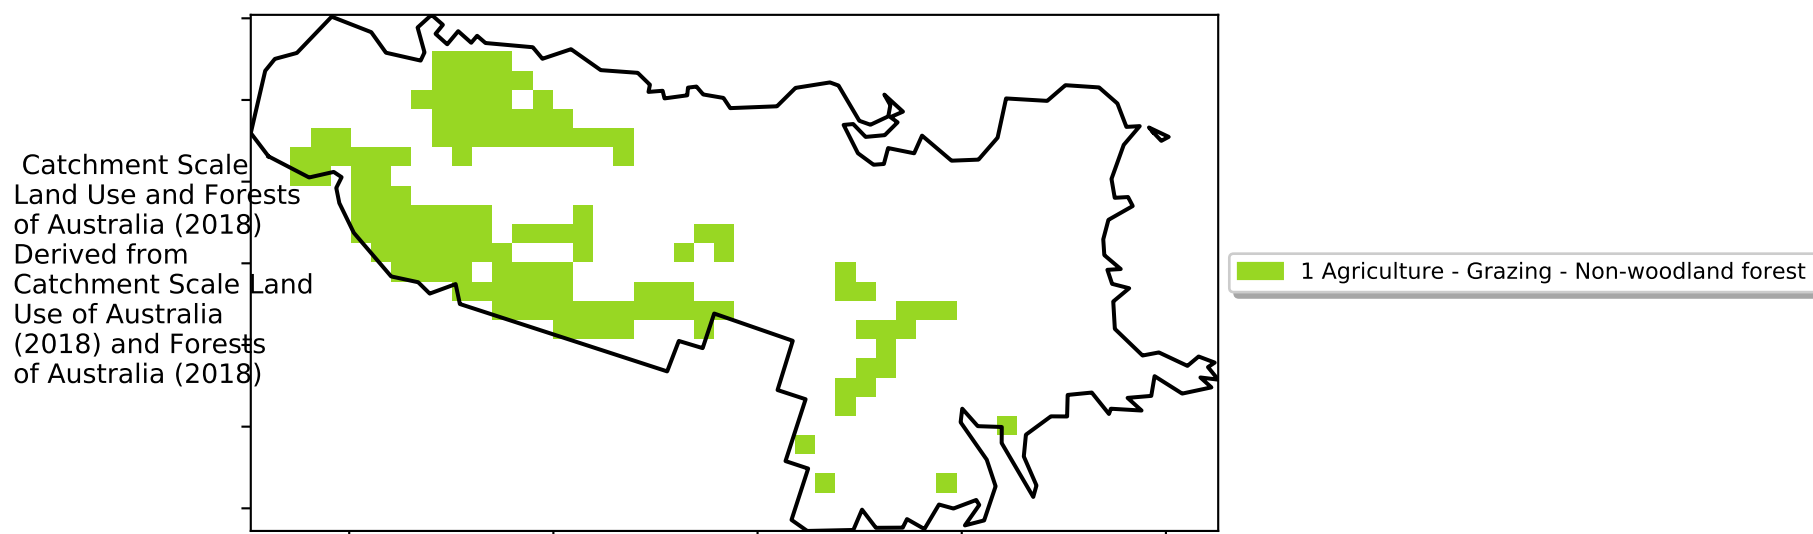 Catchment Scale
Land Use and Forests
of Australia (2018)
Derived from
Catchment Scale Land
Use of Australia
(2018) and Forests
of Australia (2018)
1 Agriculture - Grazing - Non-woodland forest